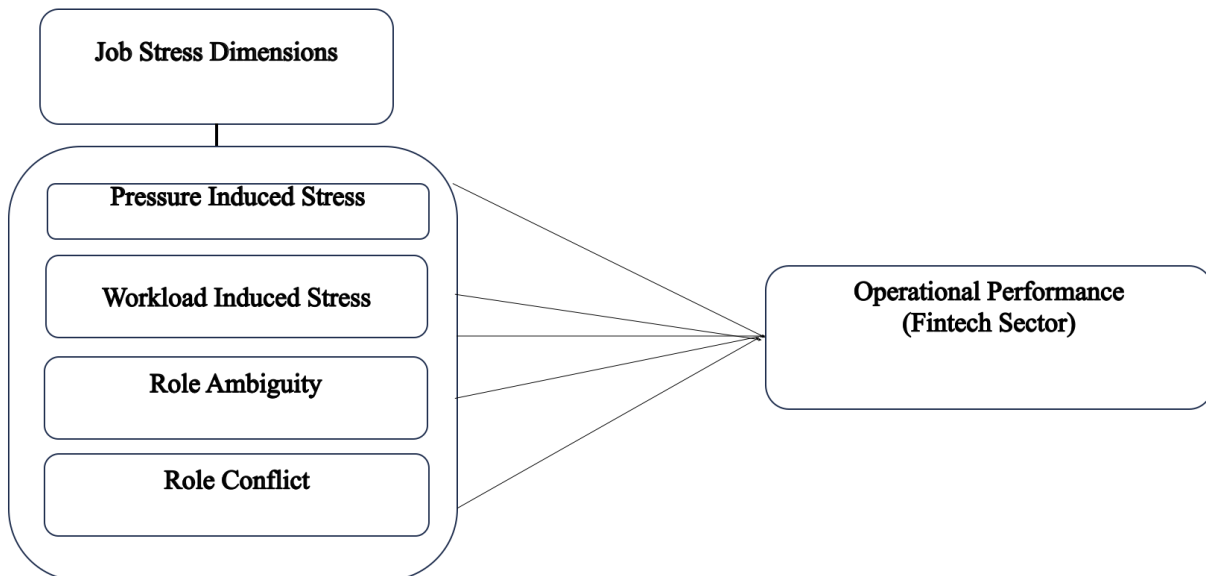 Job Stress Dimensions
Pressure Induced Stress
Workload Induced Stress
Role Ambiguity
Role Conflict
Operational Performance
(Fintech Sector)